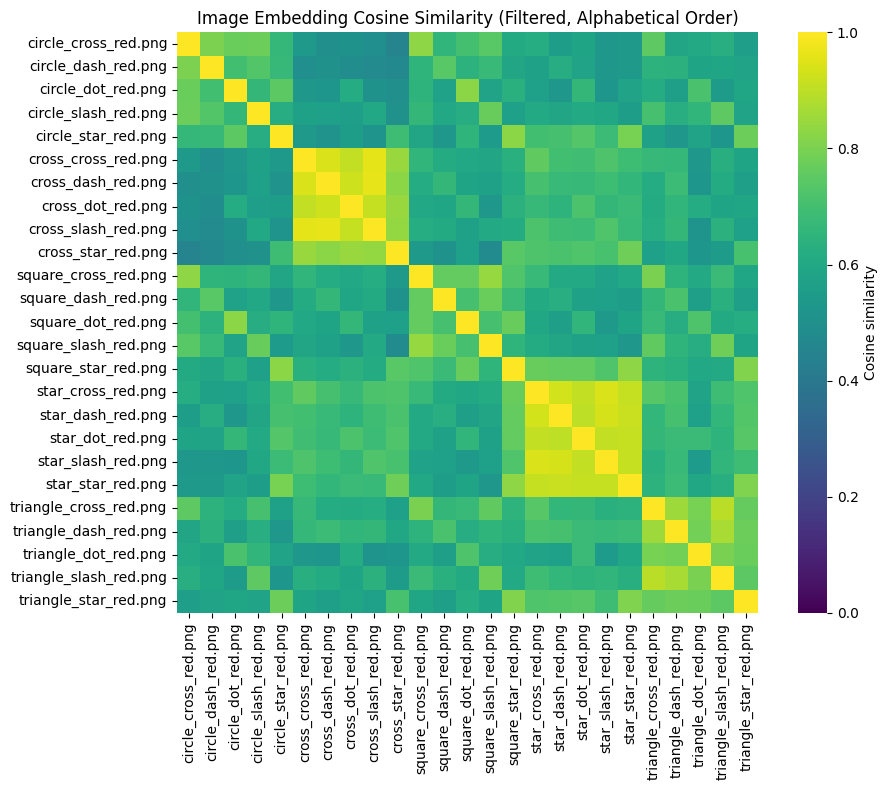 Image Embedding Cosine Similarity (Filtered, Alphabetical Order)
circle_cross_red.png
circle_dash_red.png
circle_dot_red.png
circle_slash_red.png
circle_star_red.png
cross_cross_red.png
cross_dash_red.png
cross_dot_red.png
cross_slash_red.png
cross_star_red.png
square_cross_red.png
square_dash_red.png
square_dot_red.png
square_slash_red.png
square_star_red.png
star_cross_red.png
star_dash_red.png
star_dot_red.png
star_slash_red.png
star_star_red.png
triangle_cross_red.png
triangle_dash_red.png
triangle_dot_red.png
triangle_slash_red.png
triangle_star_red.png
circle_cross_red.png
circle_dash_red.png
circle_dot_red.png
circle_slash_red.png
circle_star_red.png
cross_cross_red.png
cross_dash_red.png
cross_dot_red.png
cross_slash_red.png
cross_star_red.png
square_cross_red.png
square_dash_red.png
square_dot_red.png
square_slash_red.png
square_star_red.png
star_cross_red.png
star_dash_red.png
star_dot_red.png
star_slash_red.png
star_star_red.png
triangle_cross_red.png
triangle_dash_red.png
triangle_dot_red.png
triangle_slash_red.png
triangle_star_red.png
1.0
0.8
0.6
0.4
0.2
0.0
Cosine similarity